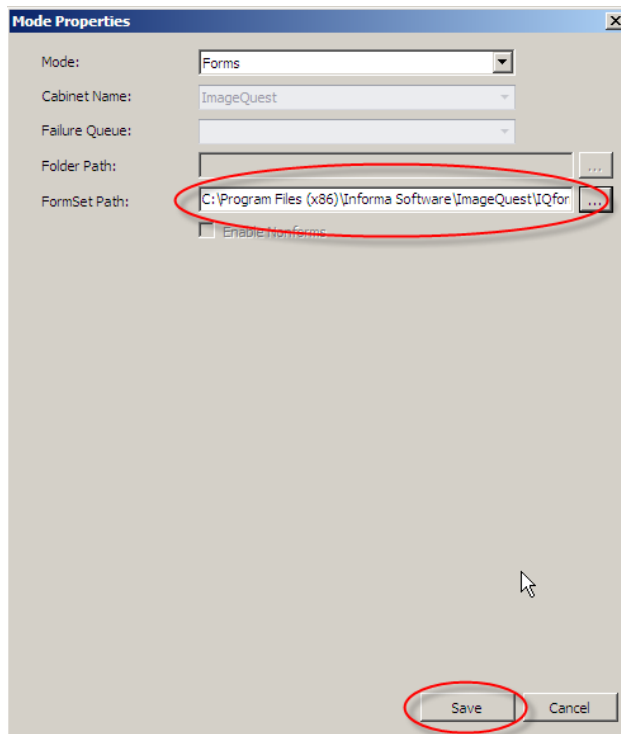 Mode Properties
Mode:
Forms
Cabinet Name:
ImageQuest
Failure Queue:
Folder Path:
...
FormSet Path:
C:\Program Files (x86)\Informa Software\ImageQuest\IQfor
...
Enable Nonforms
Save
Cancel